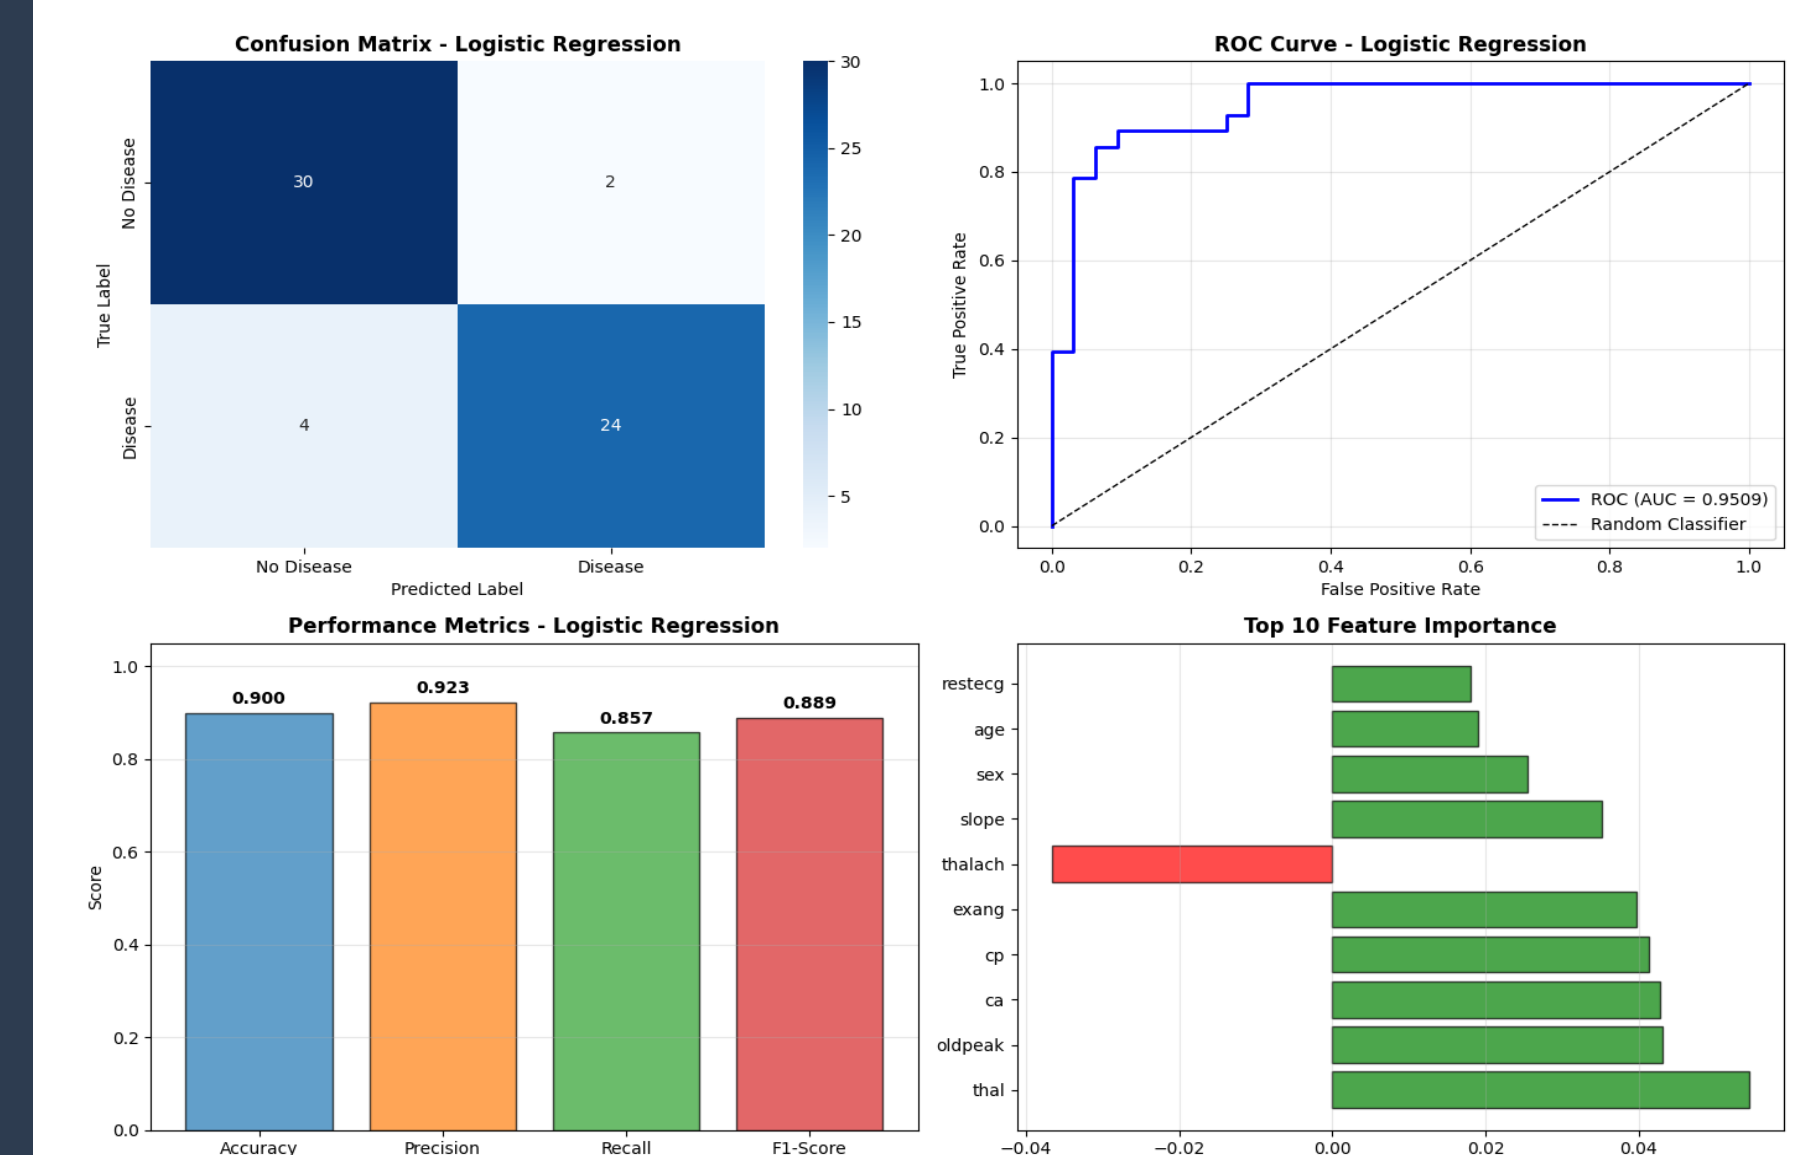 Confusion Matrix - Logistic Regression
No Disease
Disease
True Label
30
2
4
24
No Disease
Disease
Predicted Label
30
25
20
15
10
5
ROC Curve - Logistic Regression
True Positive Rate
1.0
0.8
0.6
0.4
0.2
0.0
ROC (AUC = 0.9509)
Random Classifier
0.0
0.2
0.4
0.6
0.8
1.0
False Positive Rate
Performance Metrics - Logistic Regression
Score
1.0
0.8
0.6
0.4
0.2
0.0
0.900
0.923
0.857
0.889
Accuracy
Precision
Recall
F1-Score
Top 10 Feature Importance
restecg
age
sex
slope
thalach
exang
cp
ca
oldpeak
thal
−0.04
−0.02
0.00
0.02
0.04